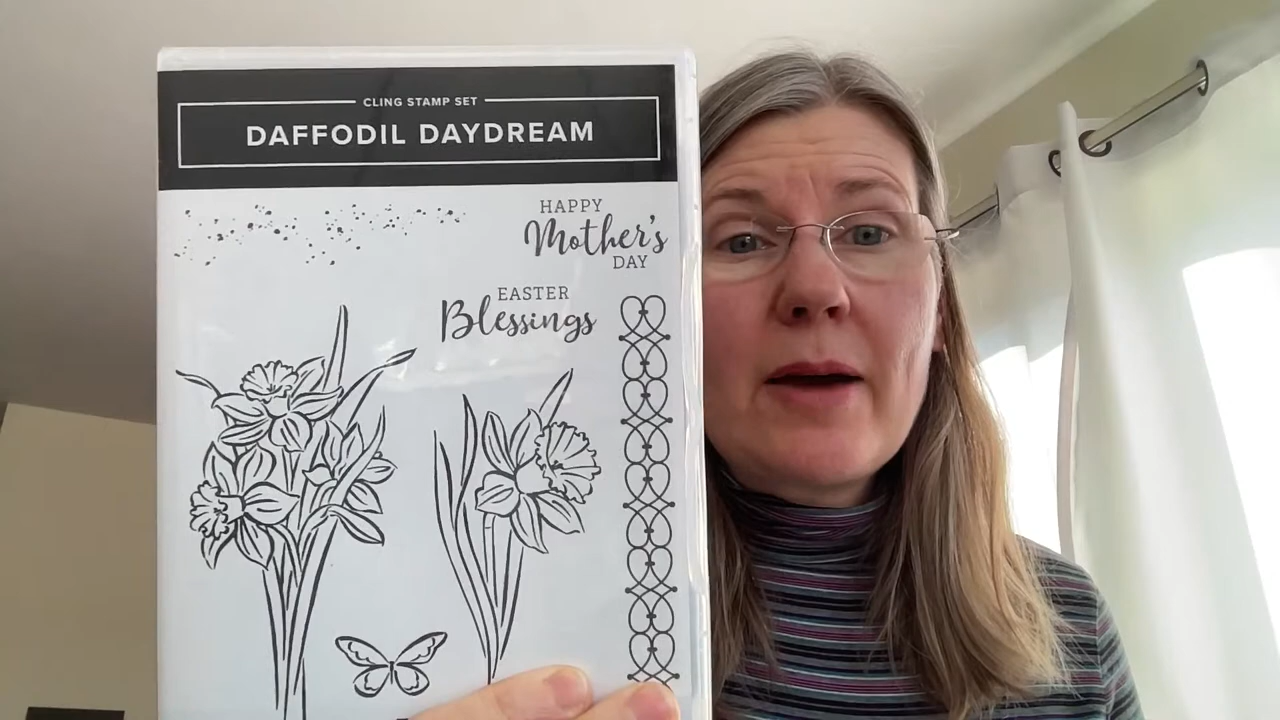 CLING STAMP SET
DAFFODIL DAYDREAM
HAPPY
Mother's
DAY
EASTER
Blessings